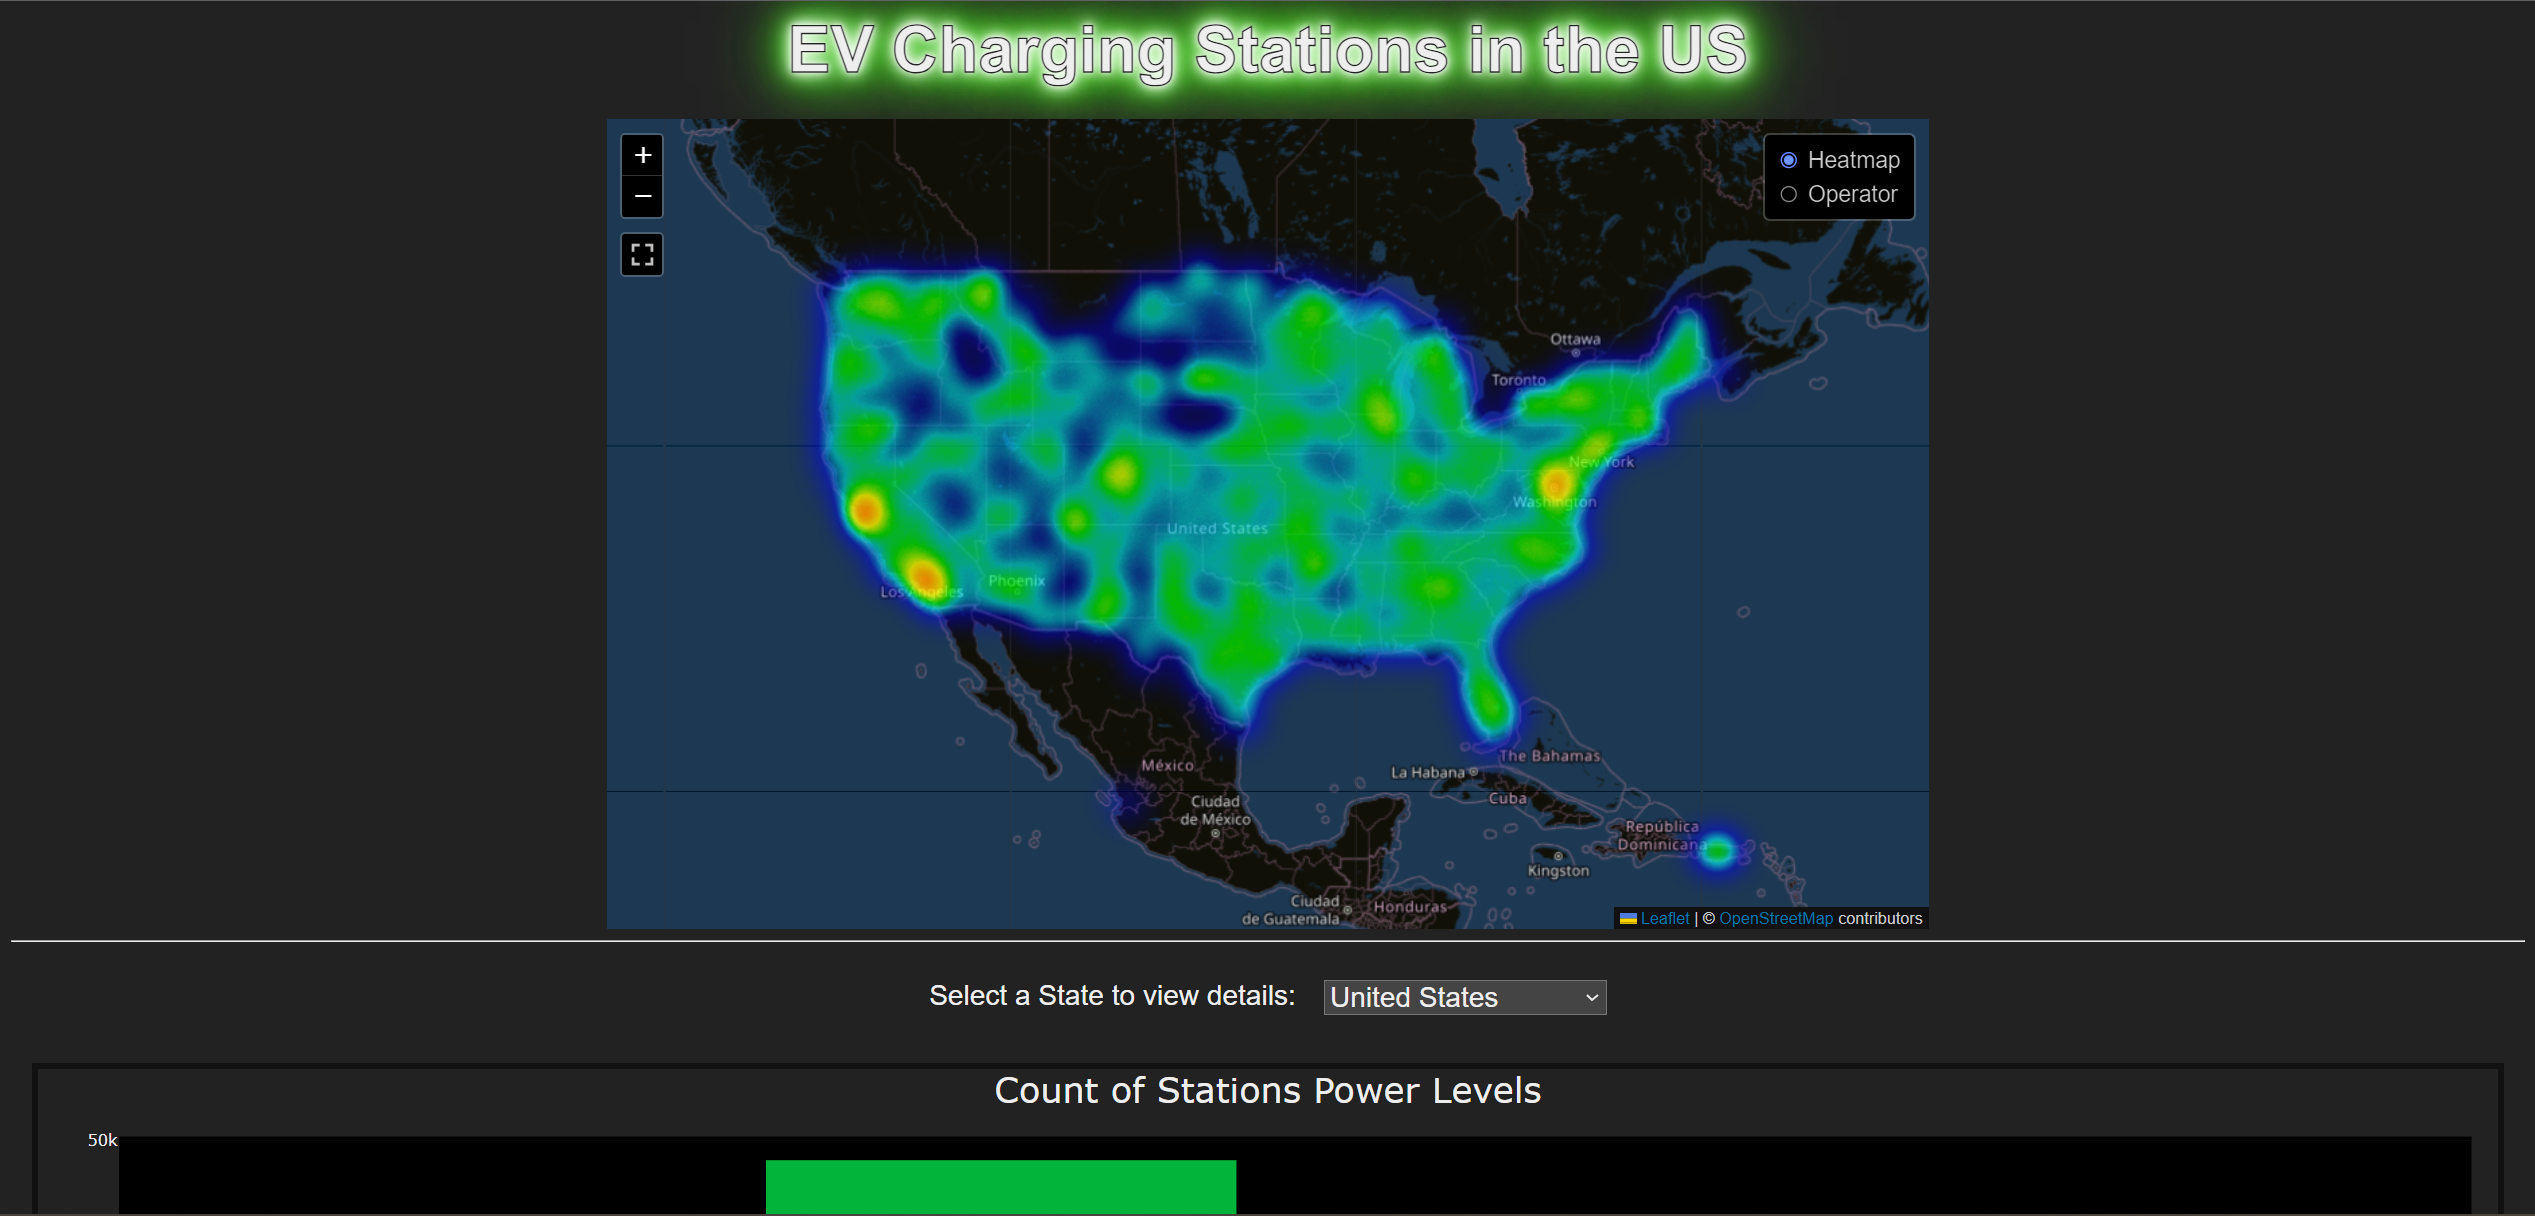 EV Charging Stations in the US
+
−
Heatmap
Operator
Ottawa
Toronto
New York
Washington
United States
Phoenix
Los Angeles
The Bahamas
México
La Habana
Cuba
Ciudad
de México
República
Dominicana
Kingston
Ciudad
de Guatemala
Honduras
Leaflet | © OpenStreetMap contributors
Select a State to view details:
United States
Count of Stations Power Levels
50k